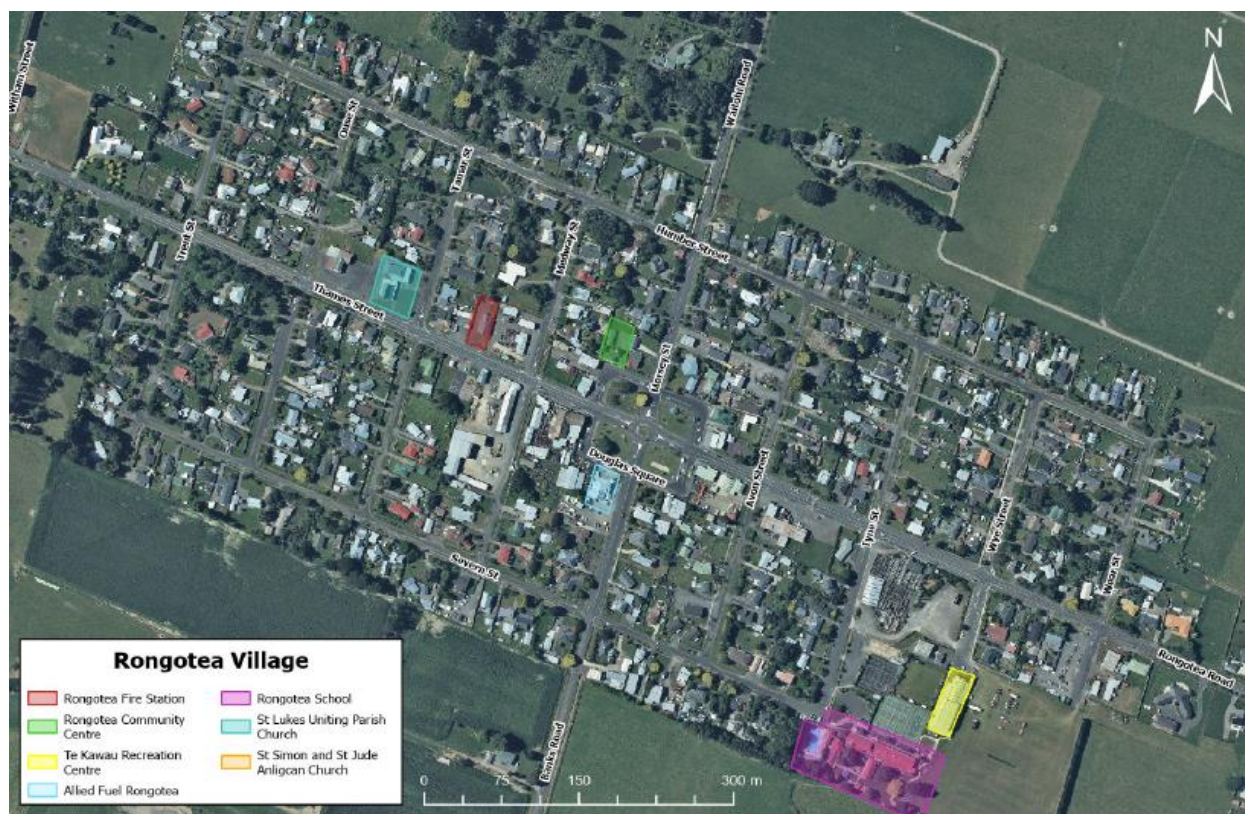 N
Witham Street
Waitohi Road
Ouse St
Tamar St
Trent St
Medway St
Humber Street
Thames Street
Mersey St
Douglas Square
Avon Street
Tyne St
Wye Street
Wear St
Severn St
Rongotea Road
Banks Road
Rongotea Village
Rongotea Fire Station
Rongotea School
Rongotea Community
Centre
St Lukes Uniting Parish
Church
Te Kawau Recreation
Centre
St Simon and St Jude
Anligcan Church
Allied Fuel Rongotea
0 75 150 300 m